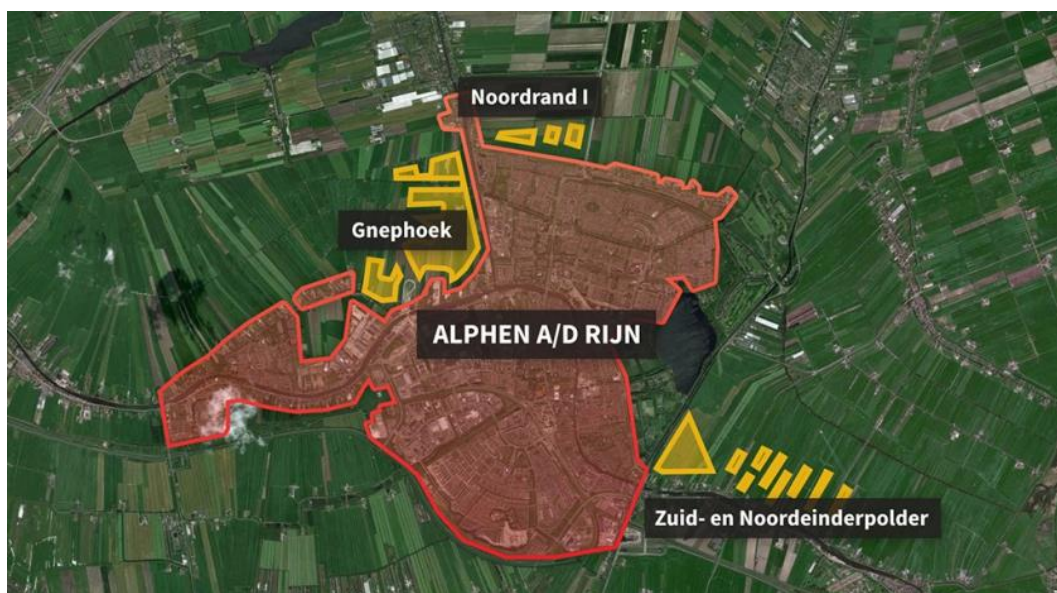 Noordrand I
Gnephoek
ALPHEN A/D RIJN
Zuid- en Noordeinderpolder